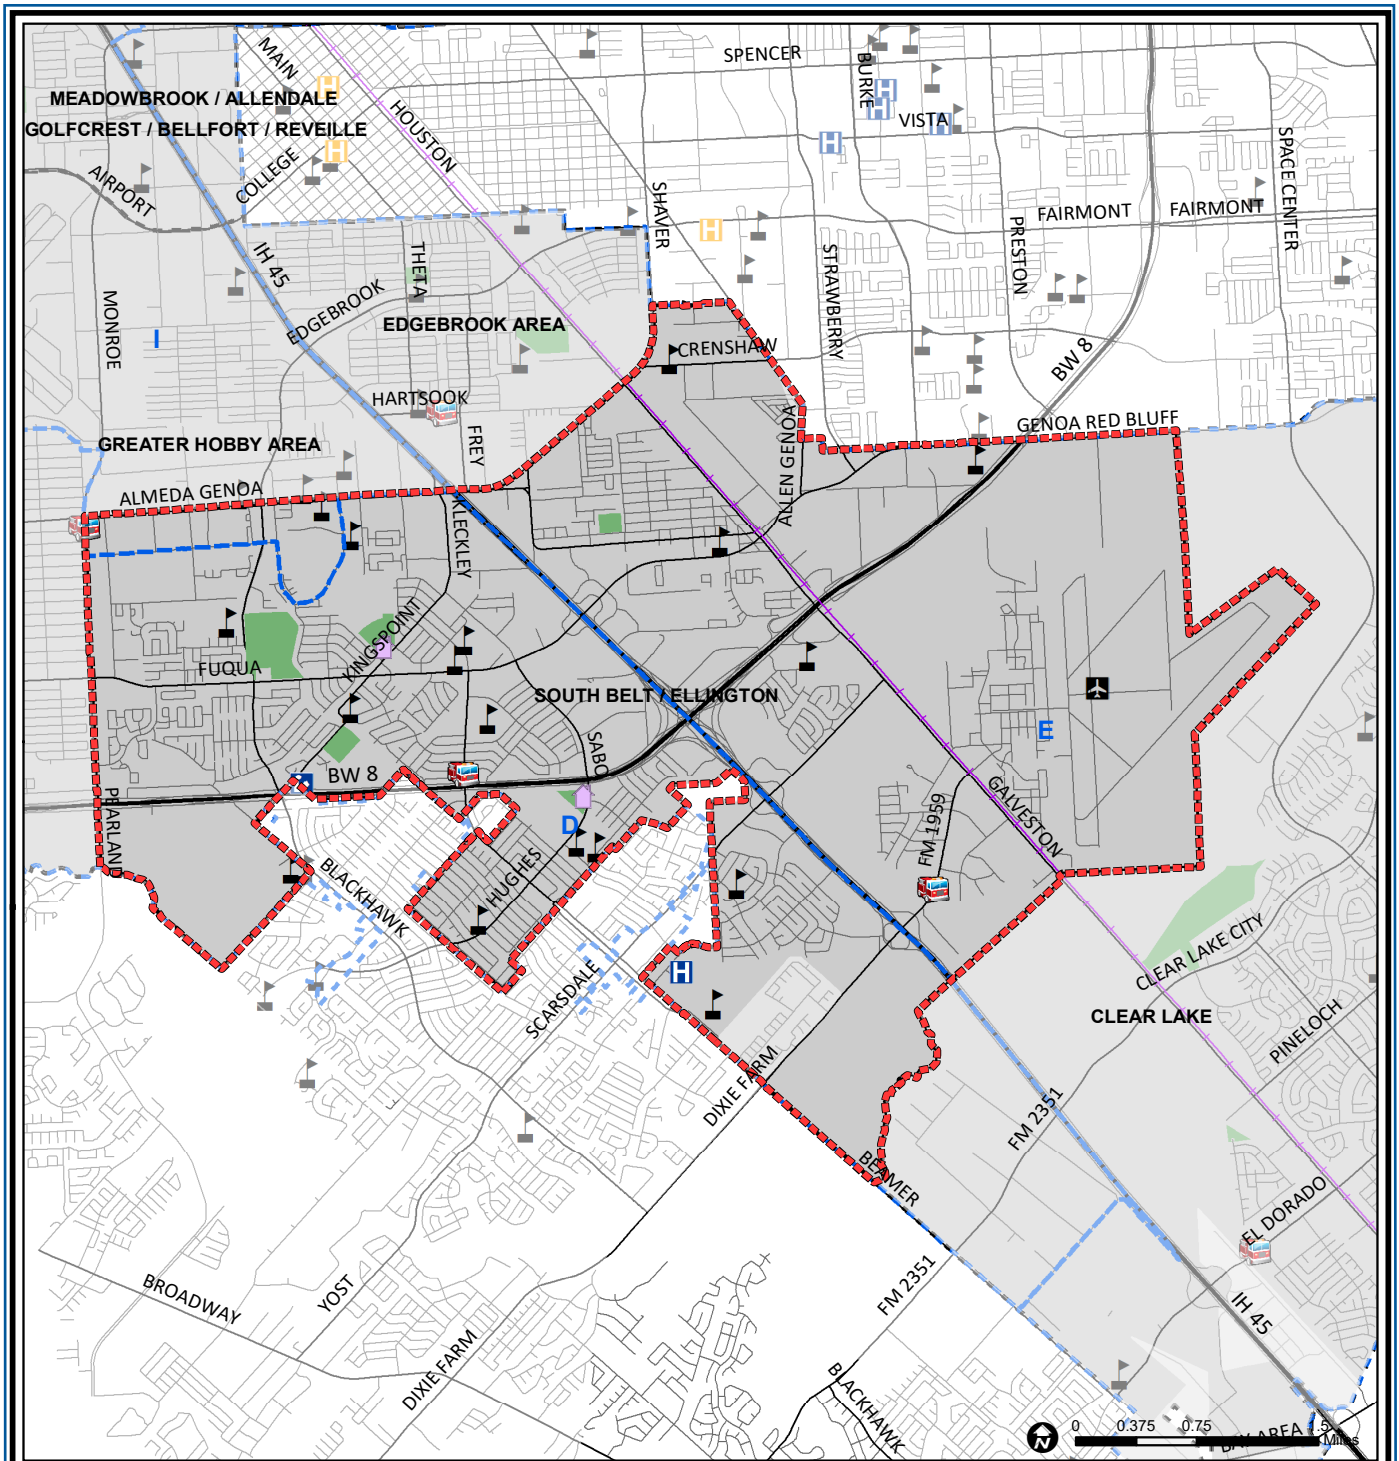 SPENCER
MAIN
BURKE
H
H
H
MEADOWBROOK / ALLENDALE
HOUSTON
VISTA
H
GOLFCREST / BELLFORT / REVEILLE
H
H
COLLEGE
SPACE CENTER
AIRPORT
SHAVER
FAIRMONT
FAIRMONT
H
IH 45
THETA
STRAWBERRY
PRESTON
MONROE
EDGEBROOK
I
EDGEBROOK AREA
CRENSHAW
BW 8
HARTSOOK
GENOA RED BLUFF
GREATER HOBBY AREA
FREY
ALLEN GENOA
ALMEDA GENOA
KLECKLEY
KINGSPOINT
FUQUA
SOUTH BELT / ELLINGTON
E
SABO
BW 8
PEARLAND
GALVESTON
FM 1959
D
HUGHES
BLACKHAWK
CLEAR LAKE CITY
H
SCARSDALE
CLEAR LAKE
PINELOCH
DIXIE FARM
FM 2351
BEAMER
EL DORADO
BROADWAY
YOST
FM 2351
IH 45
DIXIE FARM
BLACKHAWK
N
0 0.375 0.75 1.5
Miles
BAY AREA